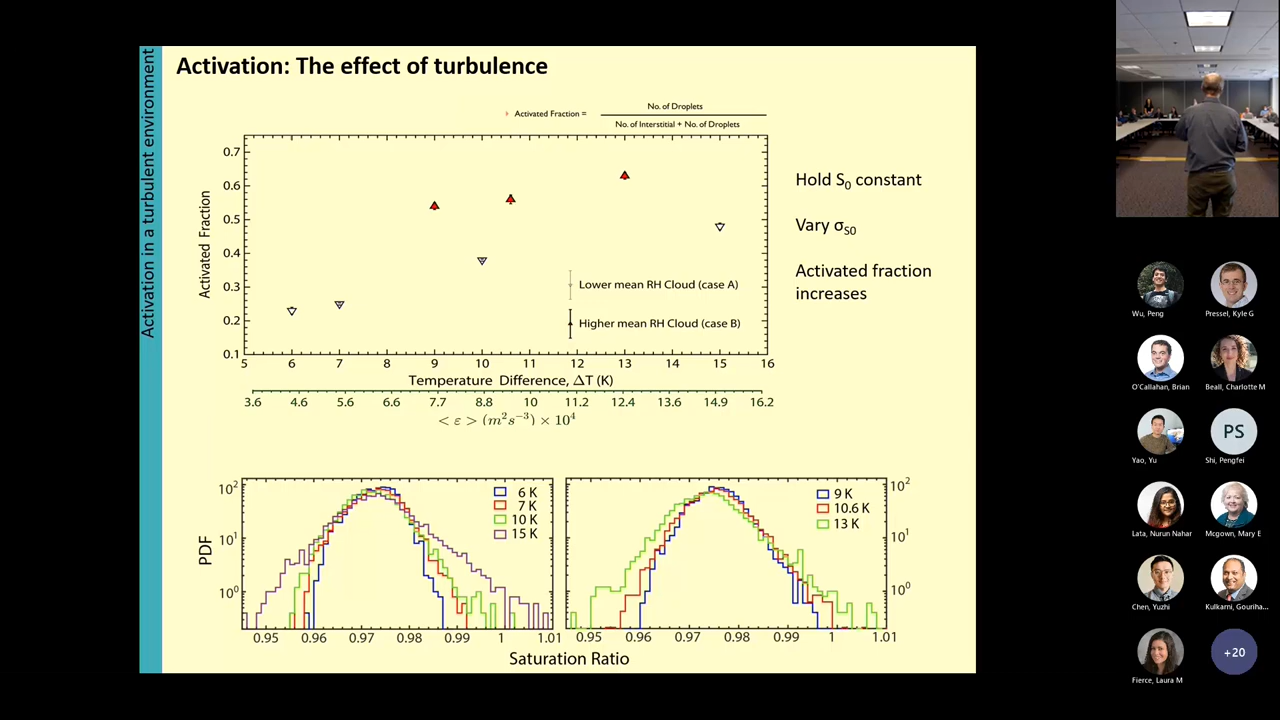 Activation in a turbulent environment
Activation: The effect of turbulence
Activated Fraction =
No. of Droplets
No. of Interstitial + No. of Droplets
0.7
0.6
0.5
0.4
0.3
0.2
0.1
Activated Fraction
Lower mean RH Cloud (case A)
Higher mean RH Cloud (case B)
5 6 7 8 9 10 11 12 13 14 15 16
Temperature Difference, ΔT (K)
3.6 4.6 5.6 6.6 7.7 8.8 10 11.2 12.4 13.6 14.9 16.2
< ε > (m²s⁻³) × 10⁴
Hold S₀ constant
Vary σS0
Activated fraction
increases
PDF
10²
10¹
10⁰
6 K
7 K
10 K
15 K
0.95 0.96 0.97 0.98 0.99 1 1.01
9 K
10.6 K
13 K
10²
10¹
10⁰
0.95 0.96 0.97 0.98 0.99 1 1.01
Saturation Ratio
Wu, Peng
Pressel, Kyle G
O'Callahan, Brian
Beall, Charlotte M
Yao, Yu
PS
Shi, Pengfei
Lata, Nurun Nahar
Mcgown, Mary E
Chen, Yuzhi
Kulkarni, Gouriha...
Fierce, Laura M
+20